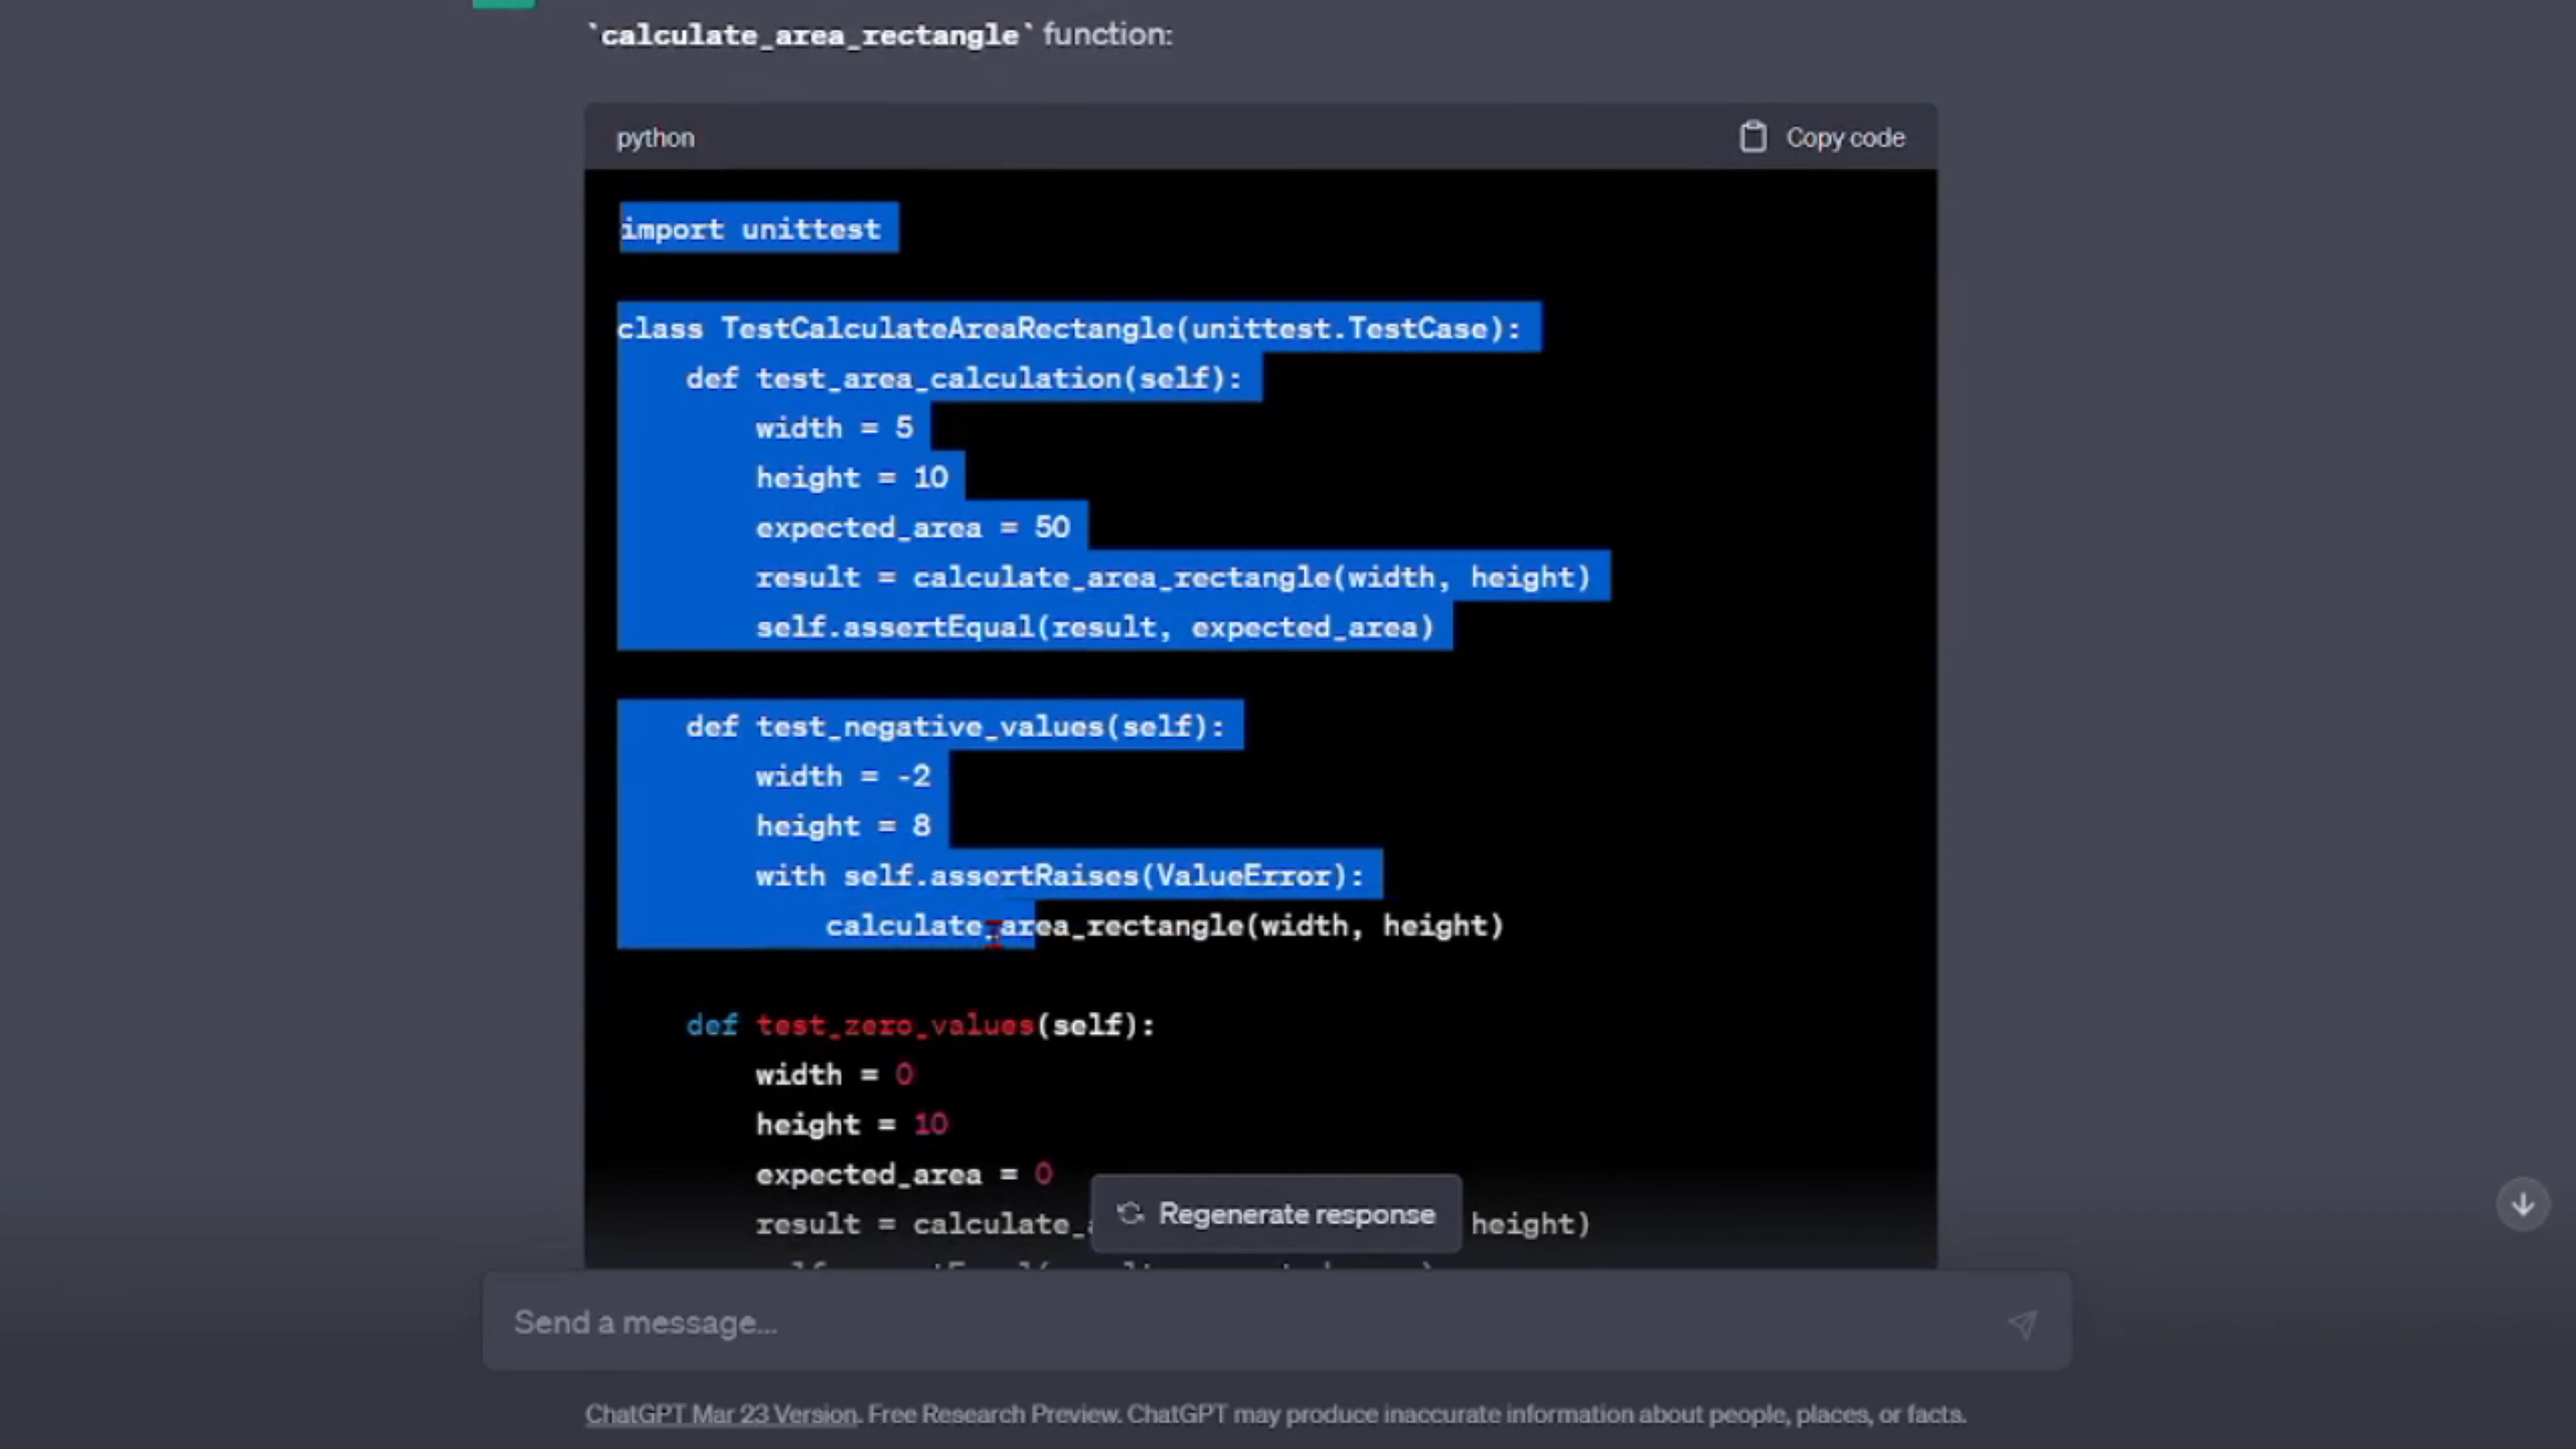 `calculate_area_rectangle` function:
python
Copy code
import unittest
class TestCalculateAreaRectangle(unittest.TestCase):
    def test_area_calculation(self):
        width = 5
        height = 10
        expected_area = 50
        result = calculate_area_rectangle(width, height)
        self.assertEqual(result, expected_area)
    def test_negative_values(self):
        width = -2
        height = 8
        with self.assertRaises(ValueError):
            calculate_area_rectangle(width, height)
    def test_zero_values(self):
        width = 0
        height = 10
        expected_area = 0
        result = calculate_ height)
Regenerate response
Send a message...
ChatGPT Mar 23 Version. Free Research Preview. ChatGPT may produce inaccurate information about people, places, or facts.